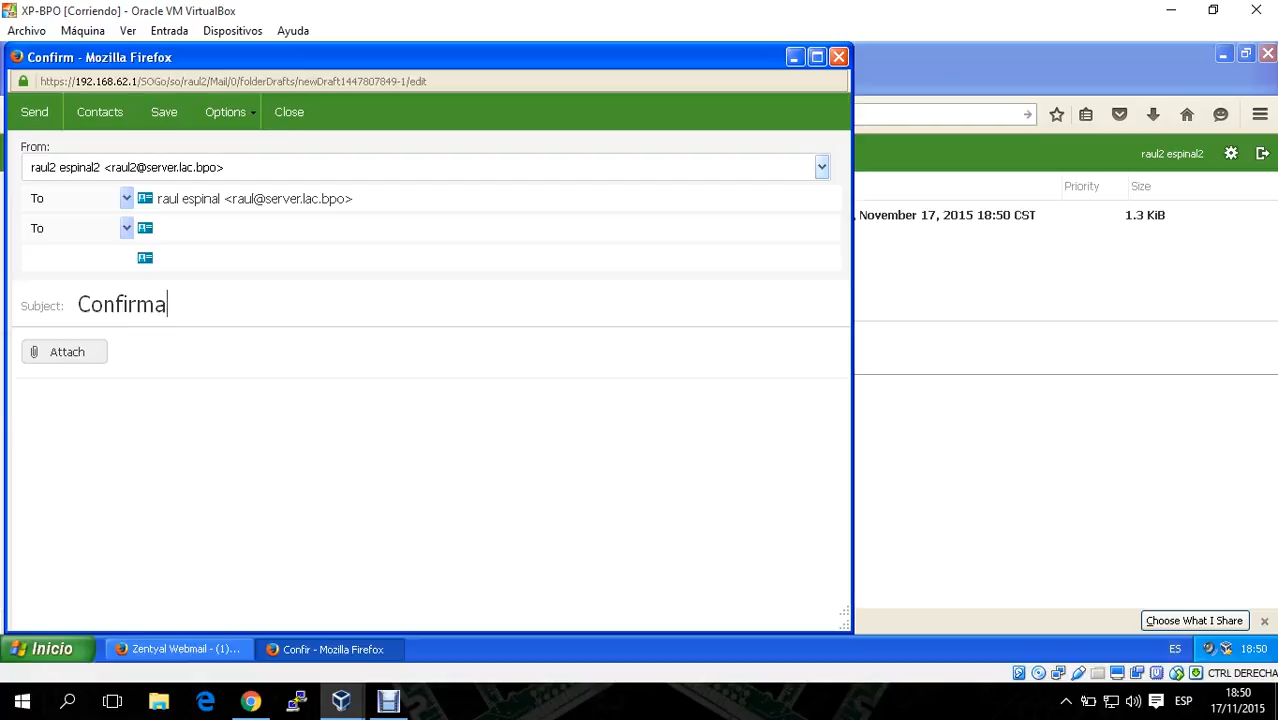 XP-BPO [Corriendo] - Oracle VM VirtualBox
Archivo Máquina Ver Entrada Dispositivos Ayuda
Confirm - Mozilla Firefox
https://192.168.62.1/SOGo/so/raul2/Mail/0/folderDrafts/newDraft1447807849-1/edit
Send Contacts Save Options Close
From:
raul2 espinal2 <raul2@server.lac.bpo>
To raul espinal <raul@server.lac.bpo>
To
Subject: Confirma
Attach
raul2 espinal2
Priority Size
, November 17, 2015 18:50 CST 1.3 KiB
Choose What I Share
Inicio Zentyal Webmail - (1)... Confir - Mozilla Firefox ES 18:50
CTRL DERECHA
ESP 18:50
17/11/2015